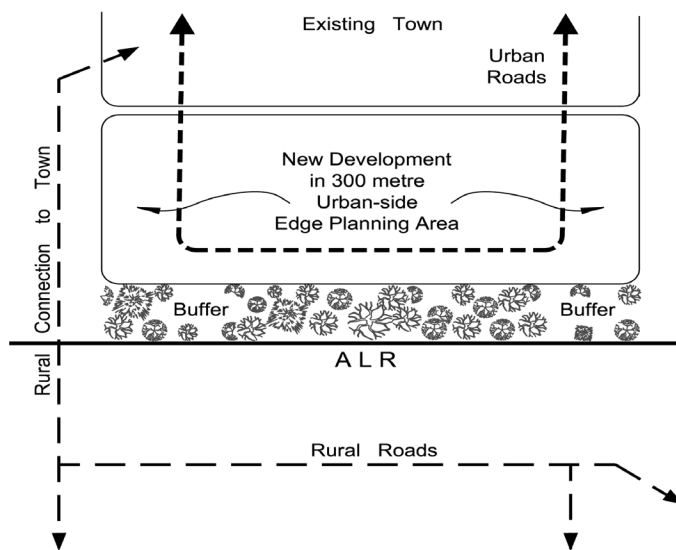 Existing Town
Urban
Roads
New Development
in 300 metre
Urban-side
Edge Planning Area
Rural Connection to Town
Buffer
Buffer
A L R
Rural Roads